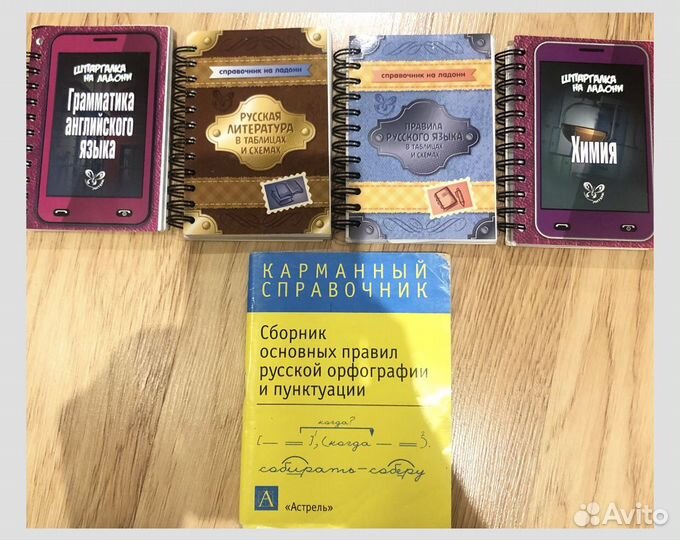 ШПАРГАЛКА
НА ЛАДОНИ
Грамматика
английского
языка
справочник на ладони
РУССКАЯ
ЛИТЕРАТУРА
В ТАБЛИЦАХ
И СХЕМАХ
справочник на ладони
ПРАВИЛА
РУССКОГО ЯЗЫКА
В ТАБЛИЦАХ
И СХЕМАХ
ШПАРГАЛКА
НА ЛАДОНИ
Химия
КАРМАННЫЙ
СПРАВОЧНИК
Сборник
основных правил
русской орфографии
и пунктуации
когда?
[— =]¹, (когда — =)².
собирать – соберу
А
«Астрель»
Avito